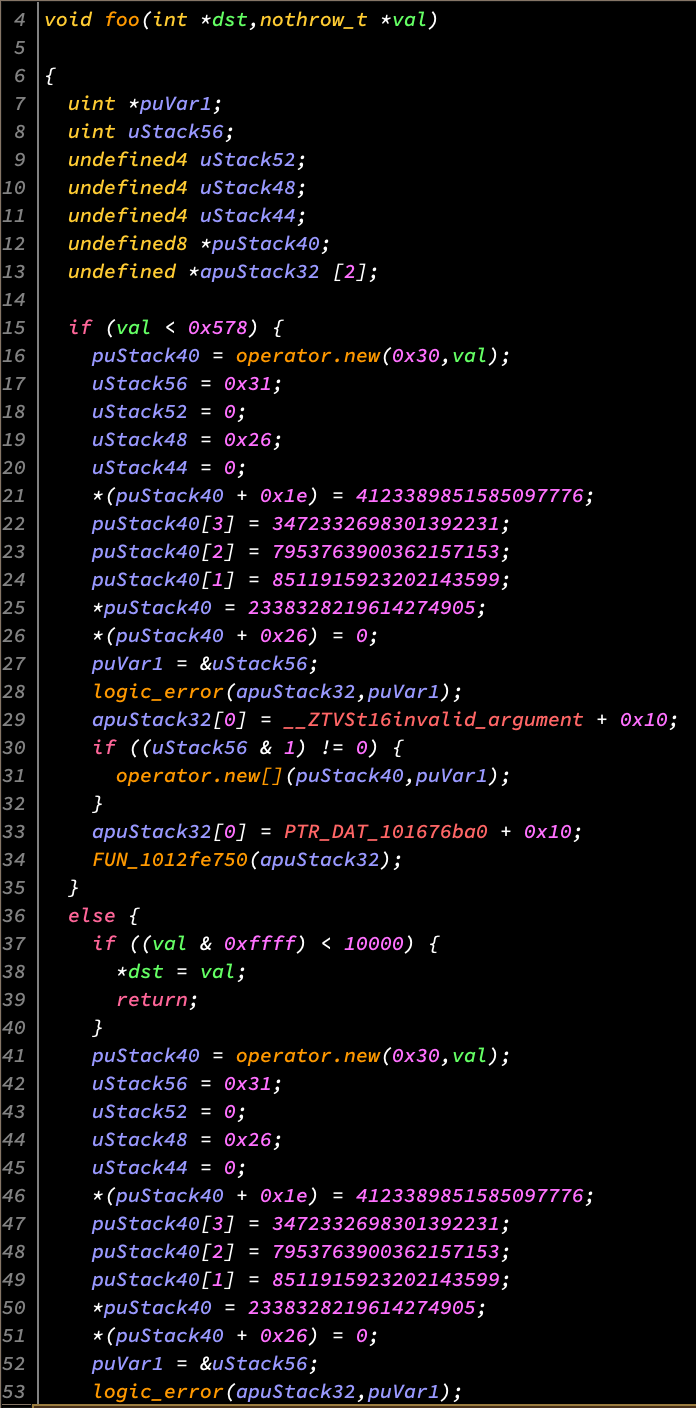 4 void foo(int *dst,nothrow_t *val)
5
6 {
7 uint *puVar1;
8 uint uStack56;
9 undefined4 uStack52;
10 undefined4 uStack48;
11 undefined4 uStack44;
12 undefined8 *puStack40;
13 undefined *apuStack32 [2];
14
15 if (val < 0x578) {
16 puStack40 = operator.new(0x30,val);
17 uStack56 = 0x31;
18 uStack52 = 0;
19 uStack48 = 0x26;
20 uStack44 = 0;
21 *(puStack40 + 0x1e) = 4123389851585097776;
22 puStack40[3] = 3472332698301392231;
23 puStack40[2] = 7953763900362157153;
24 puStack40[1] = 8511915923202143599;
25 *puStack40 = 2338328219614274905;
26 *(puStack40 + 0x26) = 0;
27 puVar1 = &uStack56;
28 logic_error(apuStack32,puVar1);
29 apuStack32[0] = __ZTVSt16invalid_argument + 0x10;
30 if ((uStack56 & 1) != 0) {
31 operator.new[](puStack40,puVar1);
32 }
33 apuStack32[0] = PTR_DAT_101676ba0 + 0x10;
34 FUN_1012fe750(apuStack32);
35 }
36 else {
37 if ((val & 0xffff) < 10000) {
38 *dst = val;
39 return;
40 }
41 puStack40 = operator.new(0x30,val);
42 uStack56 = 0x31;
43 uStack52 = 0;
44 uStack48 = 0x26;
45 uStack44 = 0;
46 *(puStack40 + 0x1e) = 4123389851585097776;
47 puStack40[3] = 3472332698301392231;
48 puStack40[2] = 7953763900362157153;
49 puStack40[1] = 8511915923202143599;
50 *puStack40 = 2338328219614274905;
51 *(puStack40 + 0x26) = 0;
52 puVar1 = &uStack56;
53 logic_error(apuStack32,puVar1);